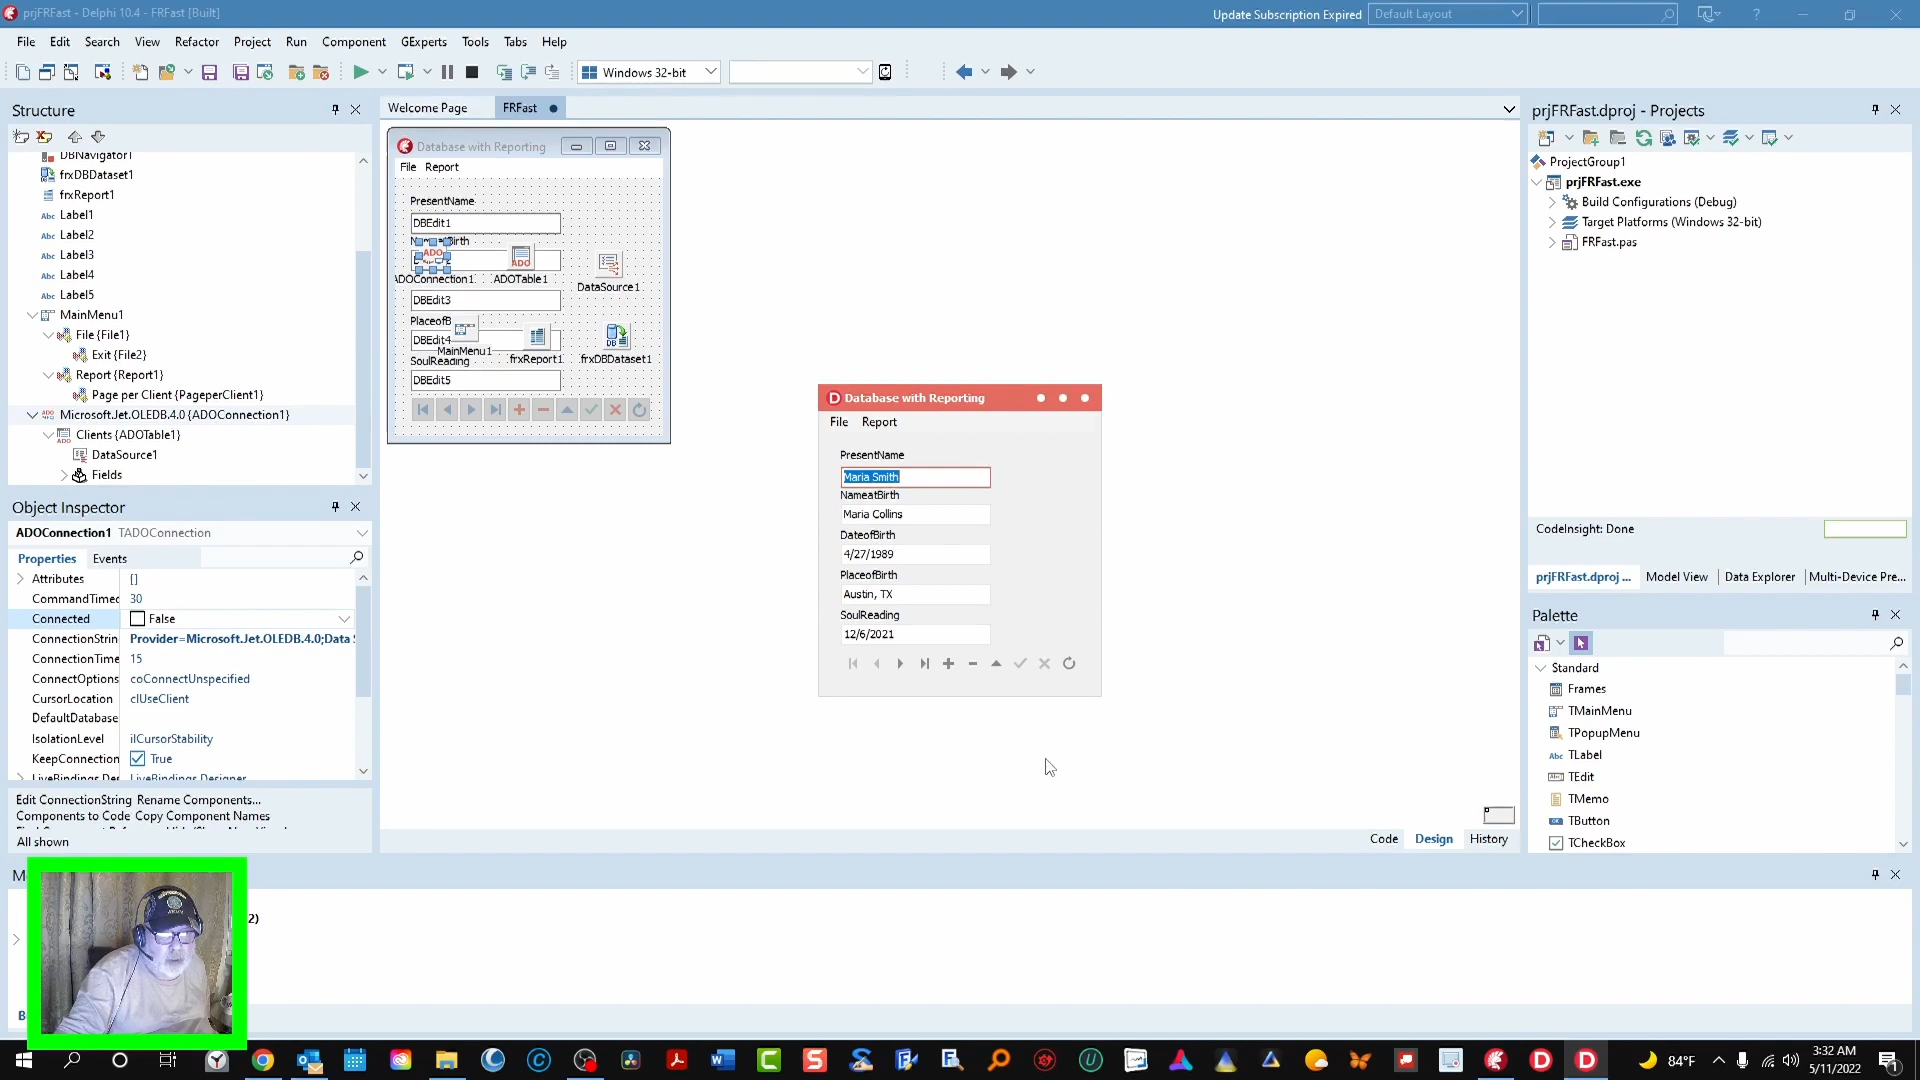 prjFRFast - Delphi 10.4 - FRFast [Built]
Update Subscription Expired
Default Layout
File Edit Search View Refactor Project Run Component GExperts Tools Tabs Help
Windows 32-bit
Structure
DBNavigator1
frxDBDataset1
frxReport1
Label1
Label2
Label3
Label4
Label5
MainMenu1
File {File1}
Exit {File2}
Report {Report1}
Page per Client {PageperClient1}
Microsoft.Jet.OLEDB.4.0 {ADOConnection1}
Clients {ADOTable1}
DataSource1
Fields
Object Inspector
ADOConnection1 TADOConnection
Properties Events
Attributes []
CommandTimec 30
Connected False
ConnectionStrin Provider=Microsoft.Jet.OLEDB.4.0;Data S
ConnectionTime 15
ConnectOptions coConnectUnspecified
CursorLocation clUseClient
DefaultDatabase
IsolationLevel ilCursorStability
KeepConnection True
LiveBindings Des LiveBindings Designer
Edit ConnectionString Rename Components...
Components to Code Copy Component Names
All shown
Welcome Page FRFast
Database with Reporting
File Report
PresentName
DBEdit1
ADOConnection1 ADOTable1 DataSource1
DBEdit3
PlaceofB
DBEdit4
MainMenu1 frxReport1 frxDBDataset1
SoulReading
DBEdit5
Database with Reporting
File Report
PresentName
Maria Smith
NameatBirth
Maria Collins
DateofBirth
4/27/1989
PlaceofBirth
Austin, TX
SoulReading
12/6/2021
Code Design History
prjFRFast.dproj - Projects
ProjectGroup1
prjFRFast.exe
Build Configurations (Debug)
Target Platforms (Windows 32-bit)
FRFast.pas
CodeInsight: Done
prjFRFast.dproj ... Model View Data Explorer Multi-Device Pre...
Palette
Standard
Frames
TMainMenu
TPopupMenu
TLabel
TEdit
TMemo
TButton
TCheckBox
2)
84°F
3:32 AM
5/11/2022